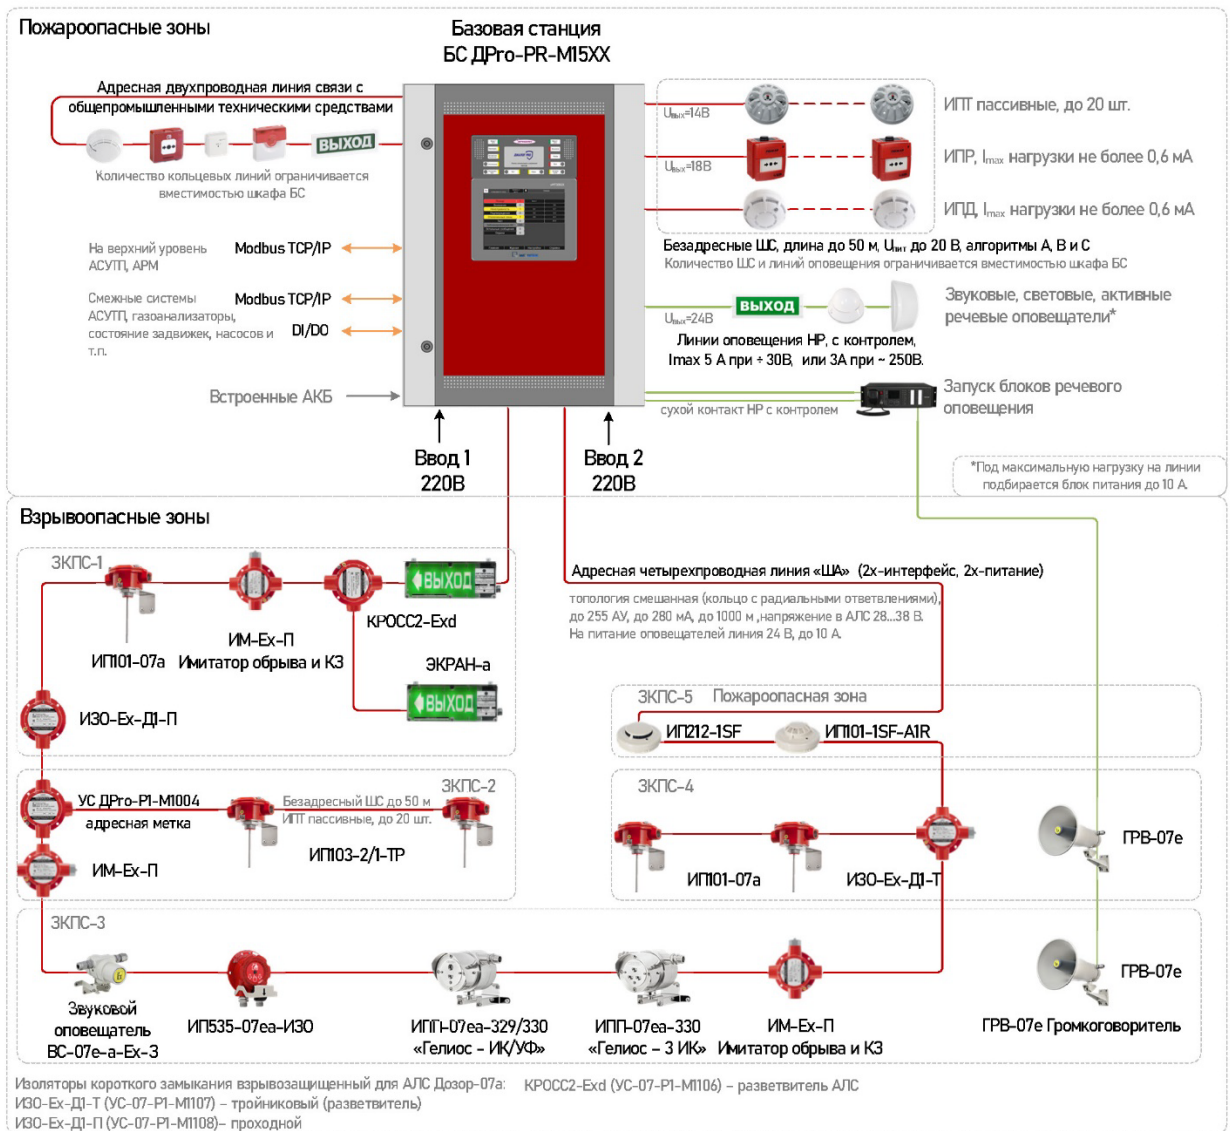 Пожароопасные зоны
Базовая станция
БС ДPro-PR-M15XX
Адресная двухпроводная линия связи с
общепромышленными техническими средствами
ВЫХОД
Количество кольцевых линий ограничивается
вместимостью шкафа БС
На верхний уровень
АСУТП, АРМ
Modbus TCP/IP
Смежные системы
АСУТП, газоанализаторы,
состояние задвижек, насосов и
т.п.
Modbus TCP/IP
DI/DO
Встроенные АКБ
Ввод 1
220В
Ввод 2
220В
Uвых=14В
ИПТ пассивные, до 20 шт.
Uвых=18В
ИПР, Imax нагрузки не более 0,6 мА
ИПД, Imax нагрузки не более 0,6 мА
Безадресные ШС, длина до 50 м, Uпит до 20 В, алгоритмы А, В и С
Количество ШС и линий оповещения ограничивается вместимостью шкафа БС
Uвых=24В
ВЫХОД
Звуковые, световые, активные
речевые оповещатели*
Линии оповещения НР, с контролем,
Imax 5 А при ÷ 30В, или 3А при ~ 250В.
сухой контакт НР с контролем
Запуск блоков речевого
оповещения
*Под максимальную нагрузку на линии
подбирается блок питания до 10 А.
Взрывоопасные зоны
ЗКПС-1
ИП101-07а
ИМ-Ex-П
Имитатор обрыва и КЗ
КРОСС2-Exd
ВЫХОД
ЭКРАН-а
ВЫХОД
ИЗО-Ex-Д1-П
Адресная четырехпроводная линия «ША» (2х-интерфейс, 2х-питание)
топология смешанная (кольцо с радиальными ответвлениями),
до 255 АУ, до 280 мА, до 1000 м ,напряжение в АЛС 28...38 В.
На питание оповещателей линия 24 В, до 10 А.
ЗКПС-5 Пожароопасная зона
ИП212-1SF
ИП101-1SF-A1R
ЗКПС-2
УС ДPro-P1-M1004
адресная метка
Безадресный ШС до 50 м
ИПТ пассивные, до 20 шт.
ИП103-2/1-ТР
ИМ-Ex-П
ЗКПС-4
ИП101-07а
ИЗО-Ex-Д1-Т
ГРВ-07е
ЗКПС-3
Звуковой
оповещатель
ВС-07е-а-Ex-3
ИП535-07еа-ИЗО
ИПП-07еа-329/330
«Гелиос - ИК/УФ»
ИПП-07еа-330
«Гелиос - 3 ИК»
ИМ-Ex-П
Имитатор обрыва и КЗ
ГРВ-07е
ГРВ-07е Громкоговоритель
Изоляторы короткого замыкания взрывозащищенный для АЛС Дозор-07а:
КРОСС2-Exd (УС-07-Р1-М1106) - разветвитель АЛС
ИЗО-Ex-Д1-Т (УС-07-Р1-М1107) - тройниковый (разветвитель)
ИЗО-Ex-Д1-П (УС-07-Р1-М1108)- проходной